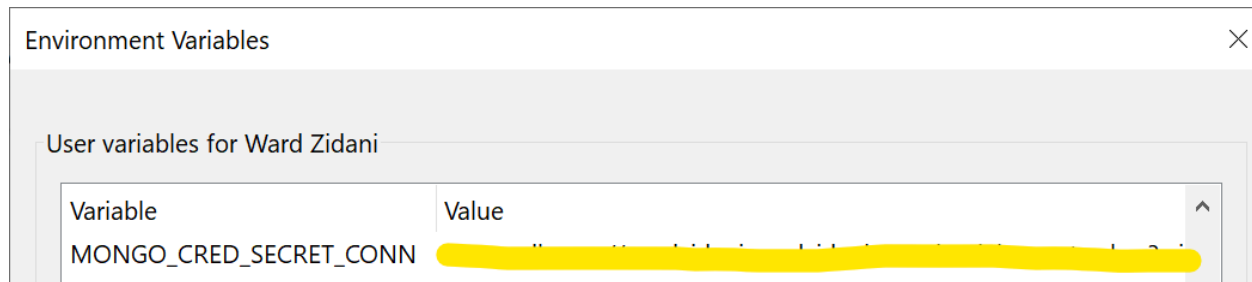 Environment Variables
User variables for Ward Zidani
Variable Value
MONGO_CRED_SECRET_CONN